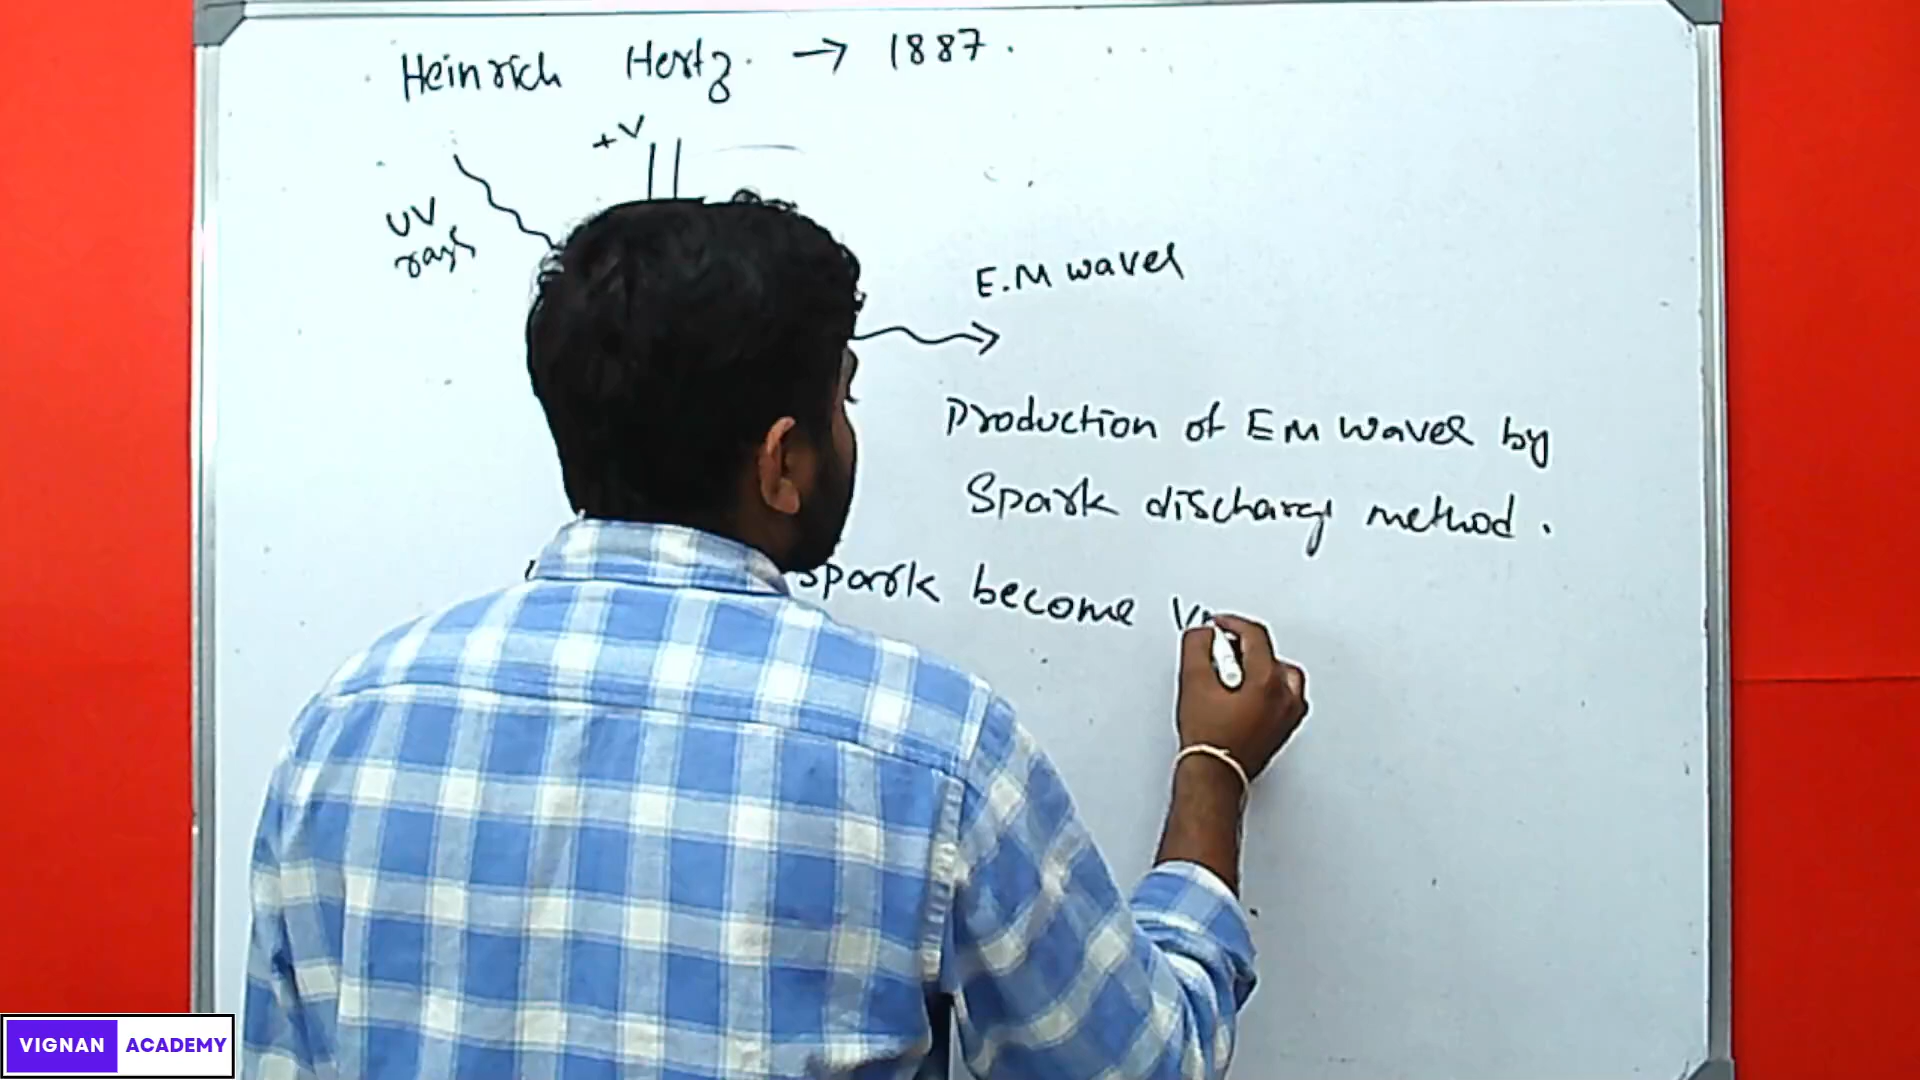 Heinrich Hertz. → 1887.
+V
UV
rays
E.M waves
Production of EM waves by
Spark discharge method.
Spark become
VIGNAN ACADEMY